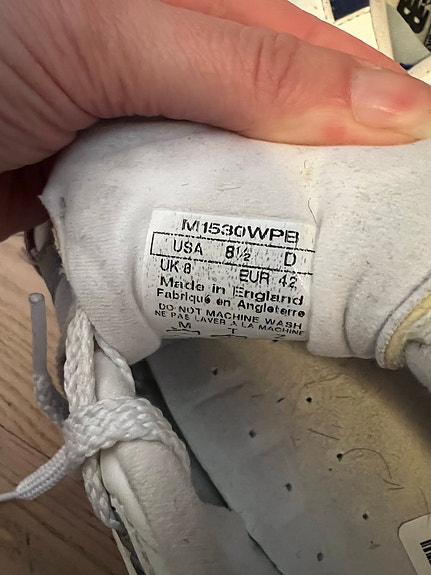 M1530WPB
USA 8½ D
UK 8 EUR 42
Made in England
Fabriqué en Angleterre
DO NOT MACHINE WASH
NE PAS LAVER À LA MACHINE
M T